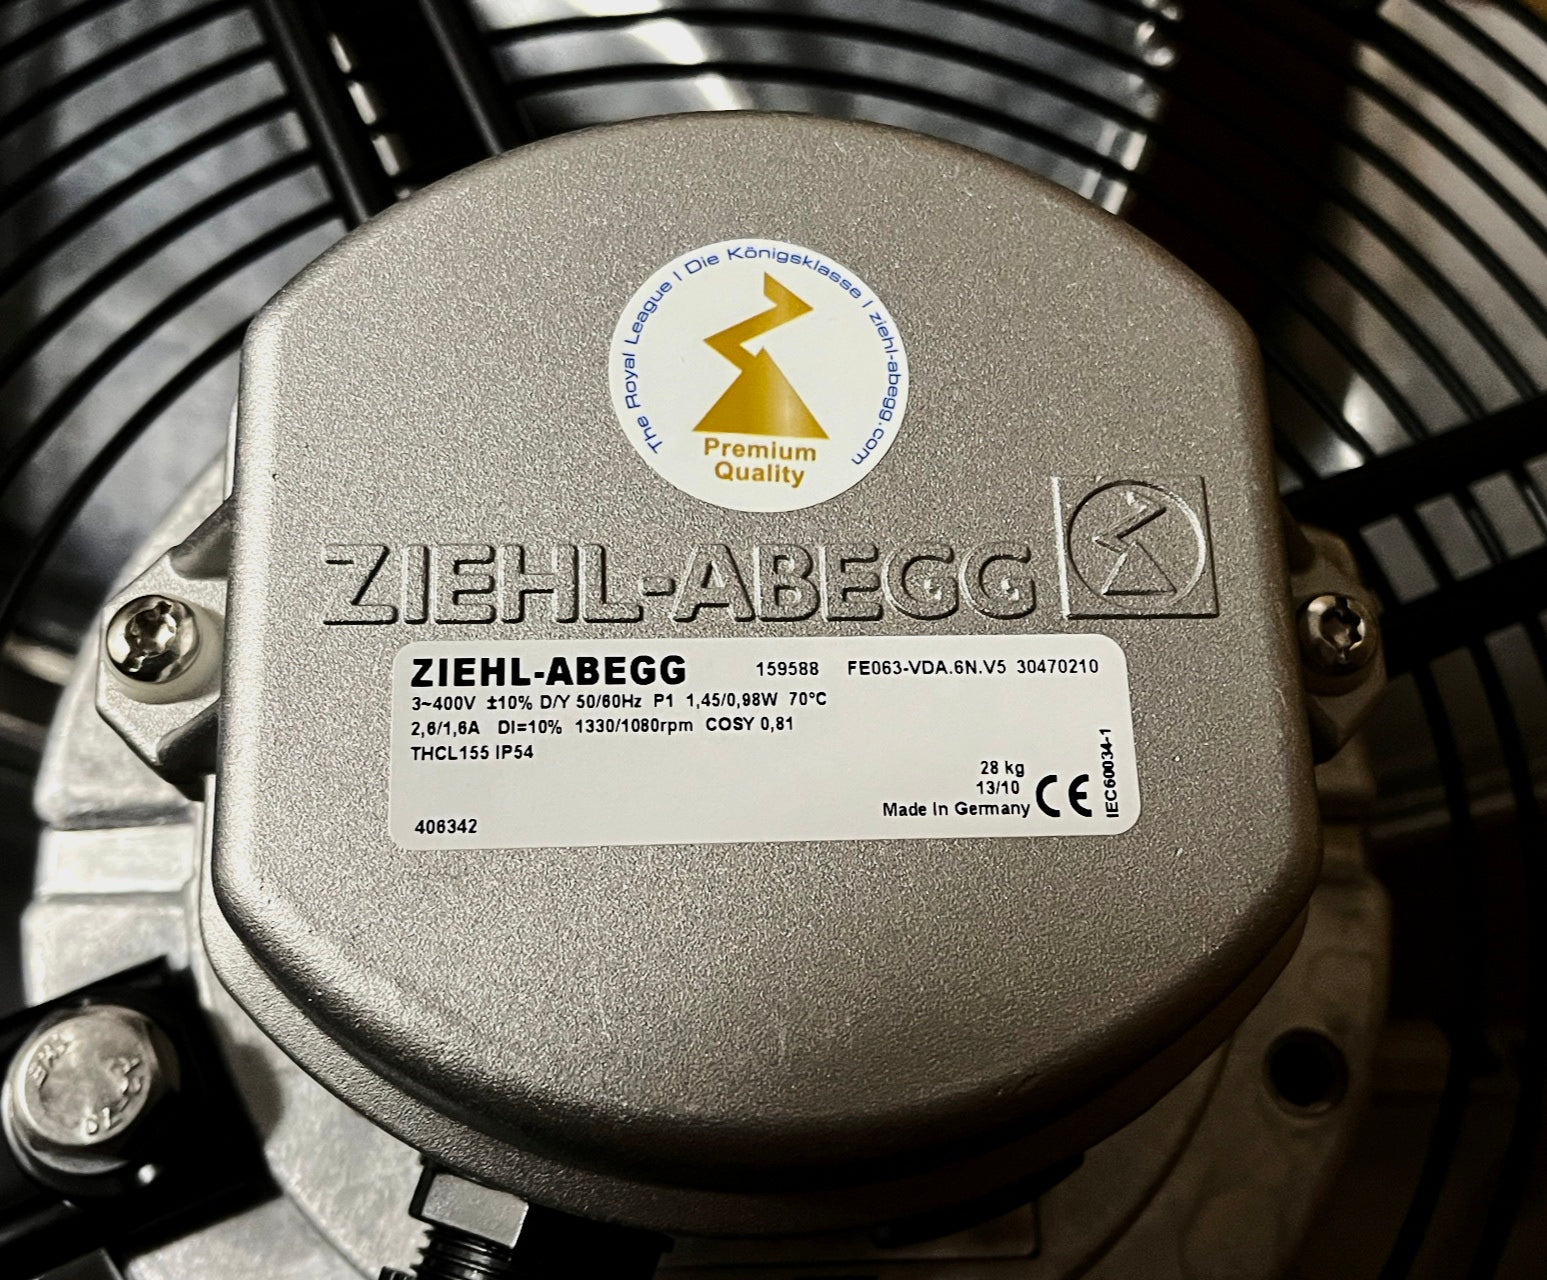 The Royal League | Die Königsklasse | ziehl-abegg.com
Premium
Quality
ZIEHL-ABEGG
ZIEHL-ABEGG 159588 FE063-VDA.6N.V5 30470210
3~400V ±10% D/Y 50/60Hz P1 1,45/0,98W 70°C
2,6/1,6A DI=10% 1330/1080rpm COSY 0,81
THCL155 IP54
28 kg
13/10
Made In Germany CE
IEC60034-1
406342